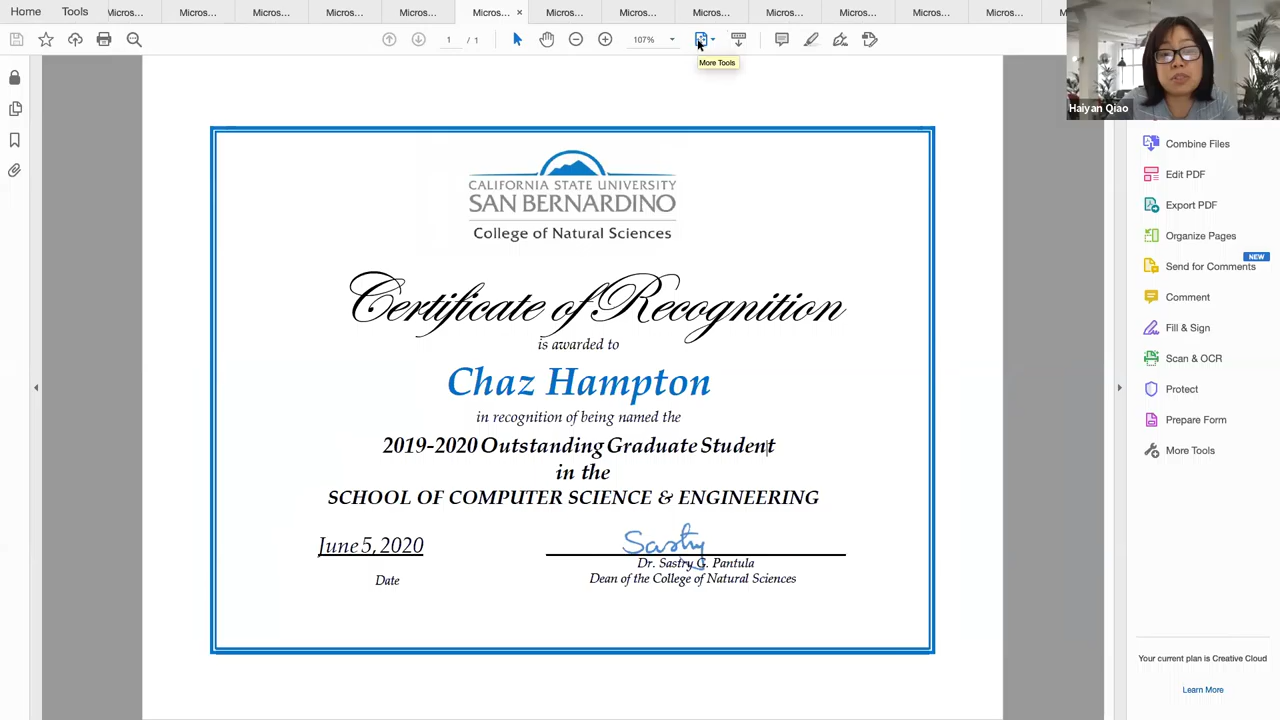 Home
Tools
Micros...
Micros...
Micros...
Micros...
Micros... ×
Micros...
Micros...
Micros...
Micros...
Micros...
Micros...
Micros...
1 / 1
107%
More Tools
Haiyan Qiao
CALIFORNIA STATE UNIVERSITY
SAN BERNARDINO
College of Natural Sciences
Certificate of Recognition
is awarded to
Chaz Hampton
in recognition of being named the
2019-2020 Outstanding Graduate Student
in the
SCHOOL OF COMPUTER SCIENCE & ENGINEERING
June 5, 2020
Date
Sastry
Dr. Sastry G. Pantula
Dean of the College of Natural Sciences
Combine Files
Edit PDF
Export PDF
Organize Pages
NEW
Send for Comments
Comment
Fill & Sign
Scan & OCR
Protect
Prepare Form
More Tools
Your current plan is Creative Cloud
Learn More